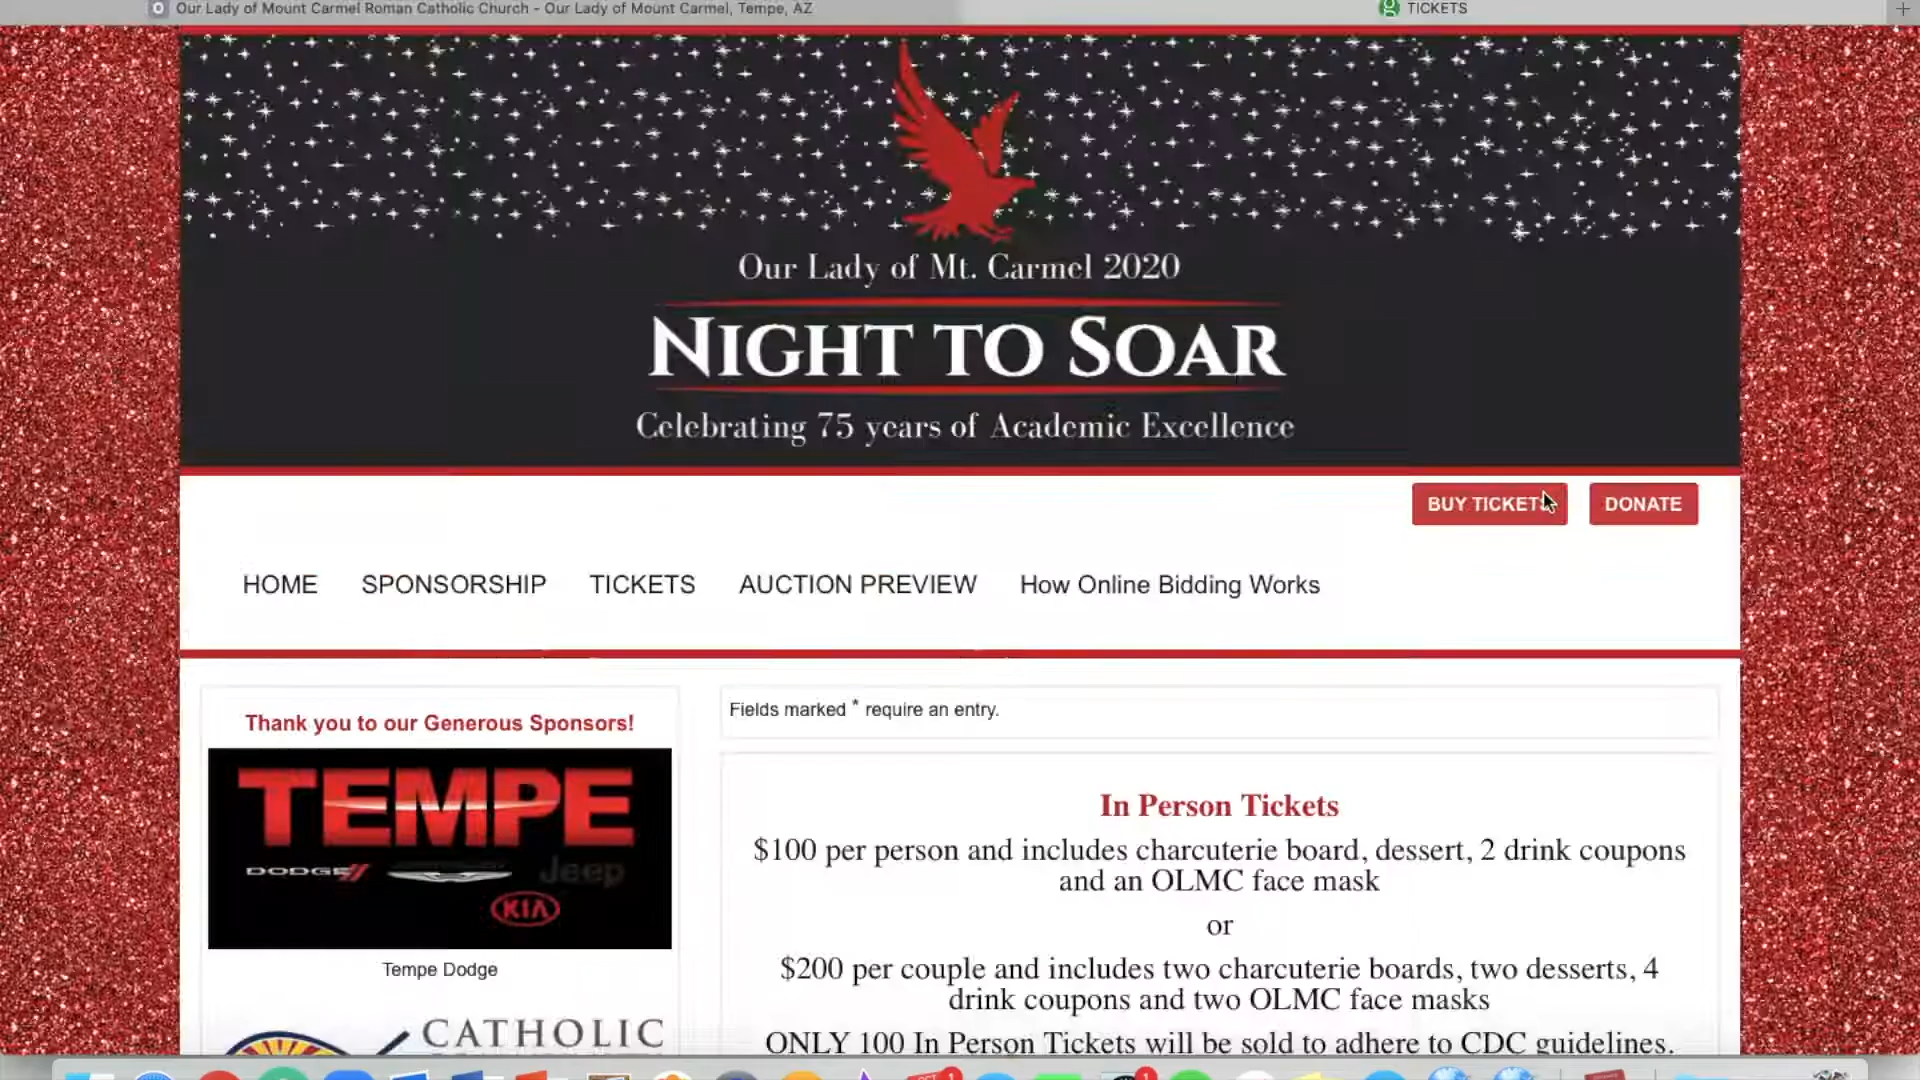 Our Lady of Mount Carmel Roman Catholic Church - Our Lady of Mount Carmel, Tempe, AZ
TICKETS
Our Lady of Mt. Carmel 2020
NIGHT TO SOAR
Celebrating 75 years of Academic Excellence
BUY TICKETS
DONATE
HOME
SPONSORSHIP
TICKETS
AUCTION PREVIEW
How Online Bidding Works
Thank you to our Generous Sponsors!
TEMPE
DODGE
Jeep
KIA
Tempe Dodge
CATHOLIC
Fields marked * require an entry.
In Person Tickets
$100 per person and includes charcuterie board, dessert, 2 drink coupons
and an OLMC face mask
or
$200 per couple and includes two charcuterie boards, two desserts, 4
drink coupons and two OLMC face masks
ONLY 100 In Person Tickets will be sold to adhere to CDC guidelines.